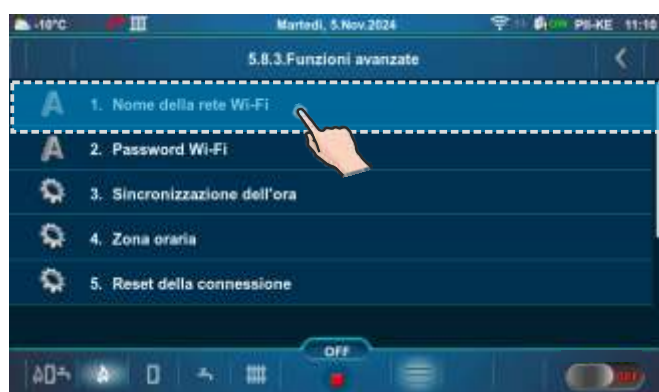 -10°C Martedì, 5.Nov.2024 PII-KE 11:10
5.8.3.Funzioni avanzate
A 1. Nome della rete Wi-Fi
A 2. Password Wi-Fi
3. Sincronizzazione dell'ora
4. Zona oraria
5. Reset della connessione
OFF
OFF